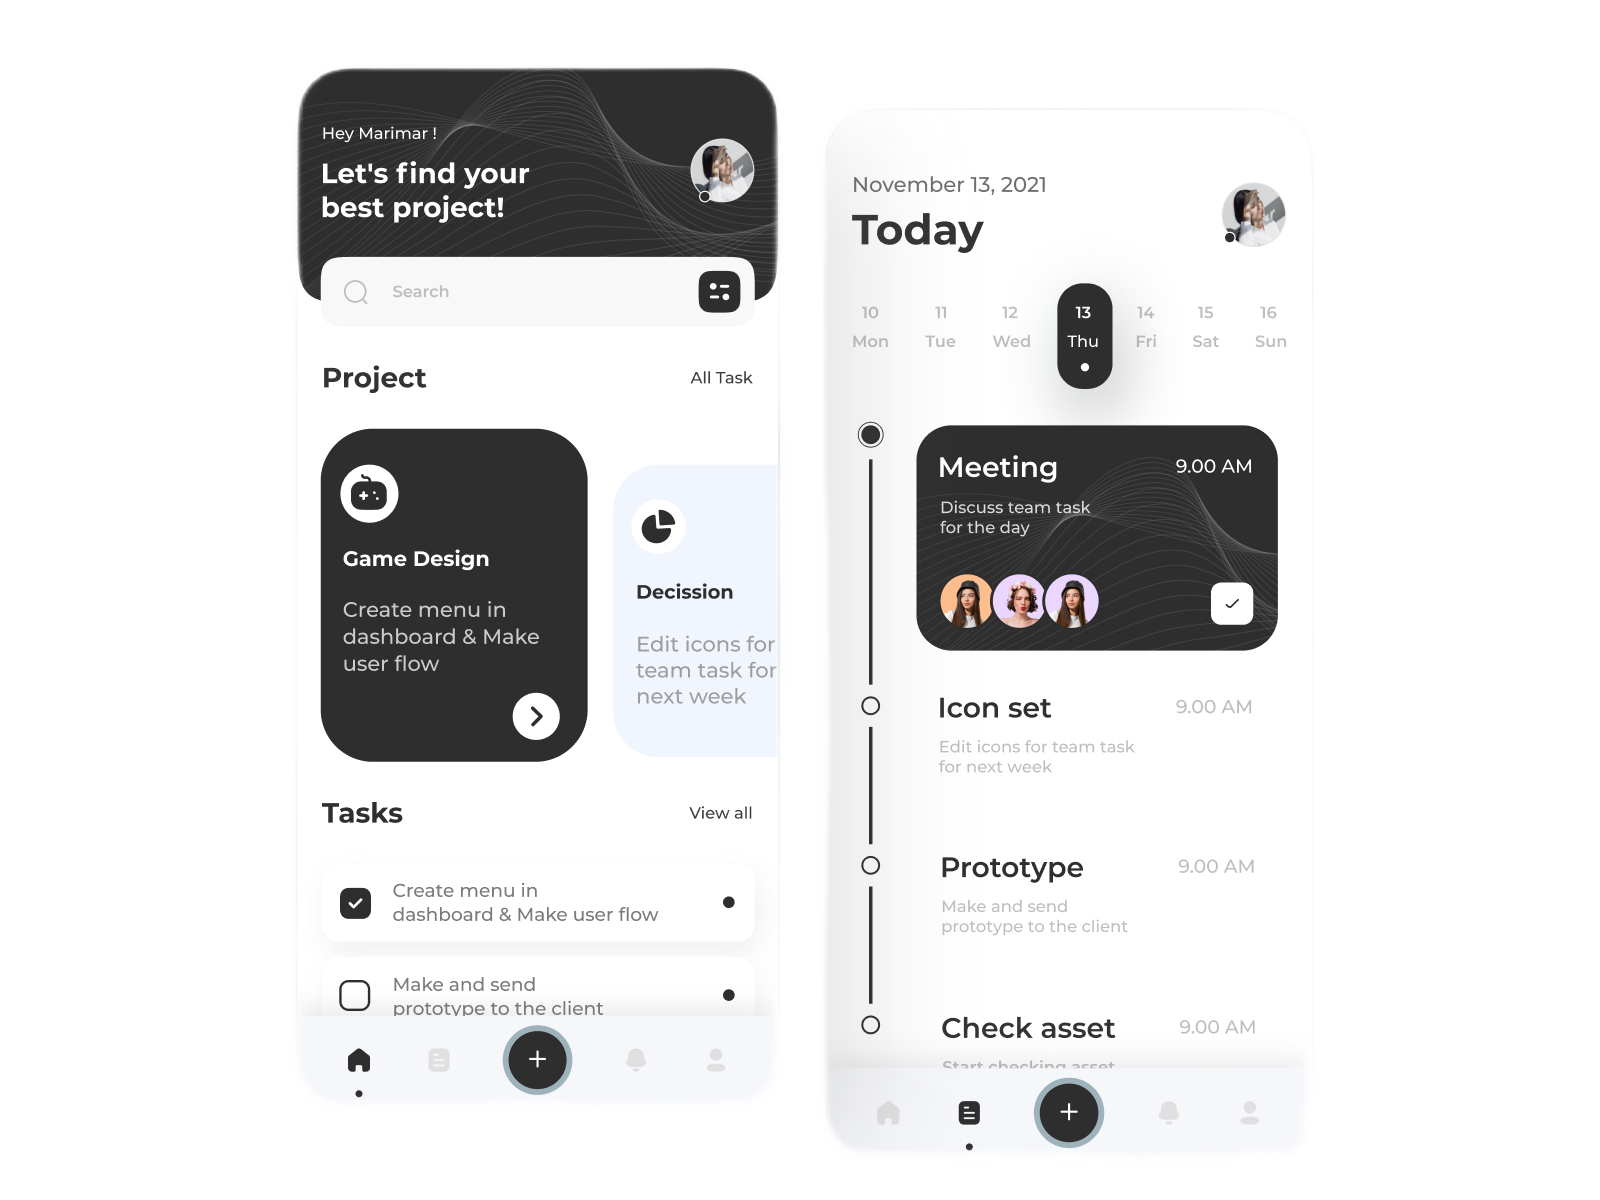 Hey Marimar !
Let's find your
best project!
Search
Project
All Task
Game Design
Create menu in
dashboard & Make
user flow
Decission
Edit icons for
team task for
next week
Tasks
View all
Create menu in
dashboard & Make user flow
Make and send
prototype to the client
November 13, 2021
Today
10 11 12 13 14 15 16
Mon Tue Wed Thu Fri Sat Sun
Meeting
9.00 AM
Discuss team task
for the day
Icon set
9.00 AM
Edit icons for team task
for next week
Prototype
9.00 AM
Make and send
prototype to the client
Check asset
9.00 AM
Start checking asset